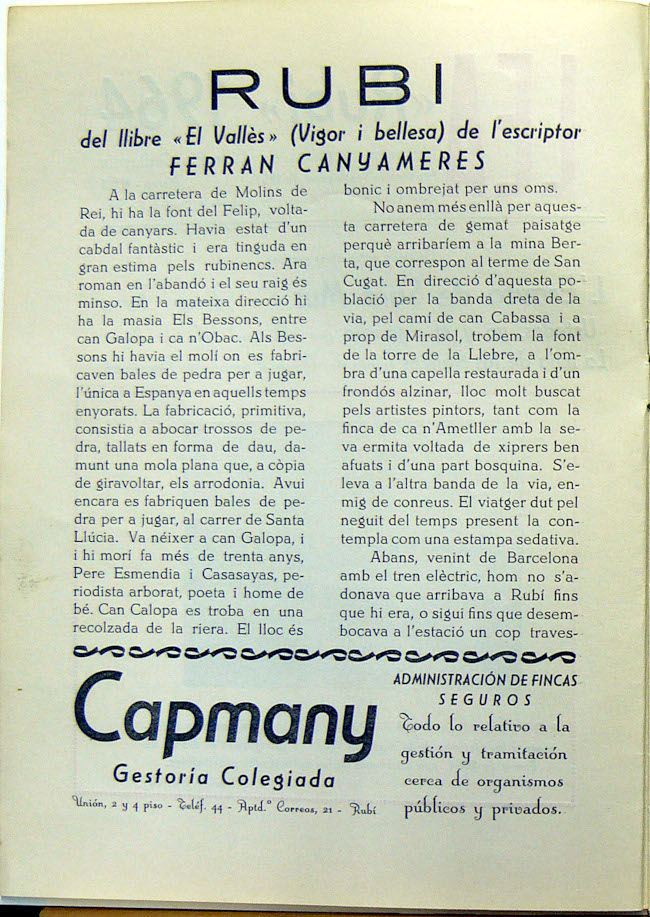 RUBI
del llibre «El Vallès» (Vigor i bellesa) de l'escriptor
FERRAN CANYAMERES
A la carretera de Molins de
Rei, hi ha la font del Felip, volta-
da de canyars. Havia estat d'un
cabdal fantàstic i era tinguda en
gran estima pels rubinencs. Ara
roman en l'abandó i el seu raig és
minso. En la mateixa direcció hi
ha la masia Els Bessons, entre
can Galopa i ca n'Obac. Als Bes-
sons hi havia el molí on es fabri-
caven bales de pedra per a jugar,
l'única a Espanya en aquells temps
enyorats. La fabricació, primitiva,
consistia a abocar trossos de pe-
dra, tallats en forma de dau, da-
munt una mola plana que, a còpia
de giravoltar, els arrodonia. Avui
encara es fabriquen bales de pe-
dra per a jugar, al carrer de Santa
Llúcia. Va néixer a can Galopa, i
i hi morí fa més de trenta anys,
Pere Esmendia i Casasayas, pe-
riodista arborat, poeta i home de
bé. Can Calopa es troba en una
recolzada de la riera. El lloc és
bonic i ombrejat per uns oms.
No anem més enllà per aques-
ta carretera de gemat paisatge
perquè arribaríem a la mina Ber-
ta, que correspon al terme de San
Cugat. En direcció d'aquesta po-
blació per la banda dreta de la
via, pel camí de can Cabassa i a
prop de Mirasol, trobem la font
de la torre de la Llebre, a l'om-
bra d'una capella restaurada i d'un
frondós alzinar, lloc molt buscat
pels artistes pintors, tant com la
finca de ca n'Ametller amb la se-
va ermita voltada de xiprers ben
afuats i d'una part bosquina. S'e-
leva a l'altra banda de la via, en-
mig de conreus. El viatger dut pel
neguit del temps present la con-
templa com una estampa sedativa.
Abans, venint de Barcelona
amb el tren elèctric, hom no s'a-
donava que arribava a Rubí fins
que hi era, o sigui fins que desem-
bocava a l'estació un cop traves-
Capmany
Gestoría Colegiada
Unión, 2 y 4 piso - Teléf. 44 - Aptd.º Correos, 21 - Rubí
ADMINISTRACIÓN DE FINCAS
SEGUROS
Todo lo relativo a la
gestión y tramitación
cerca de organismos
públicos y privados.